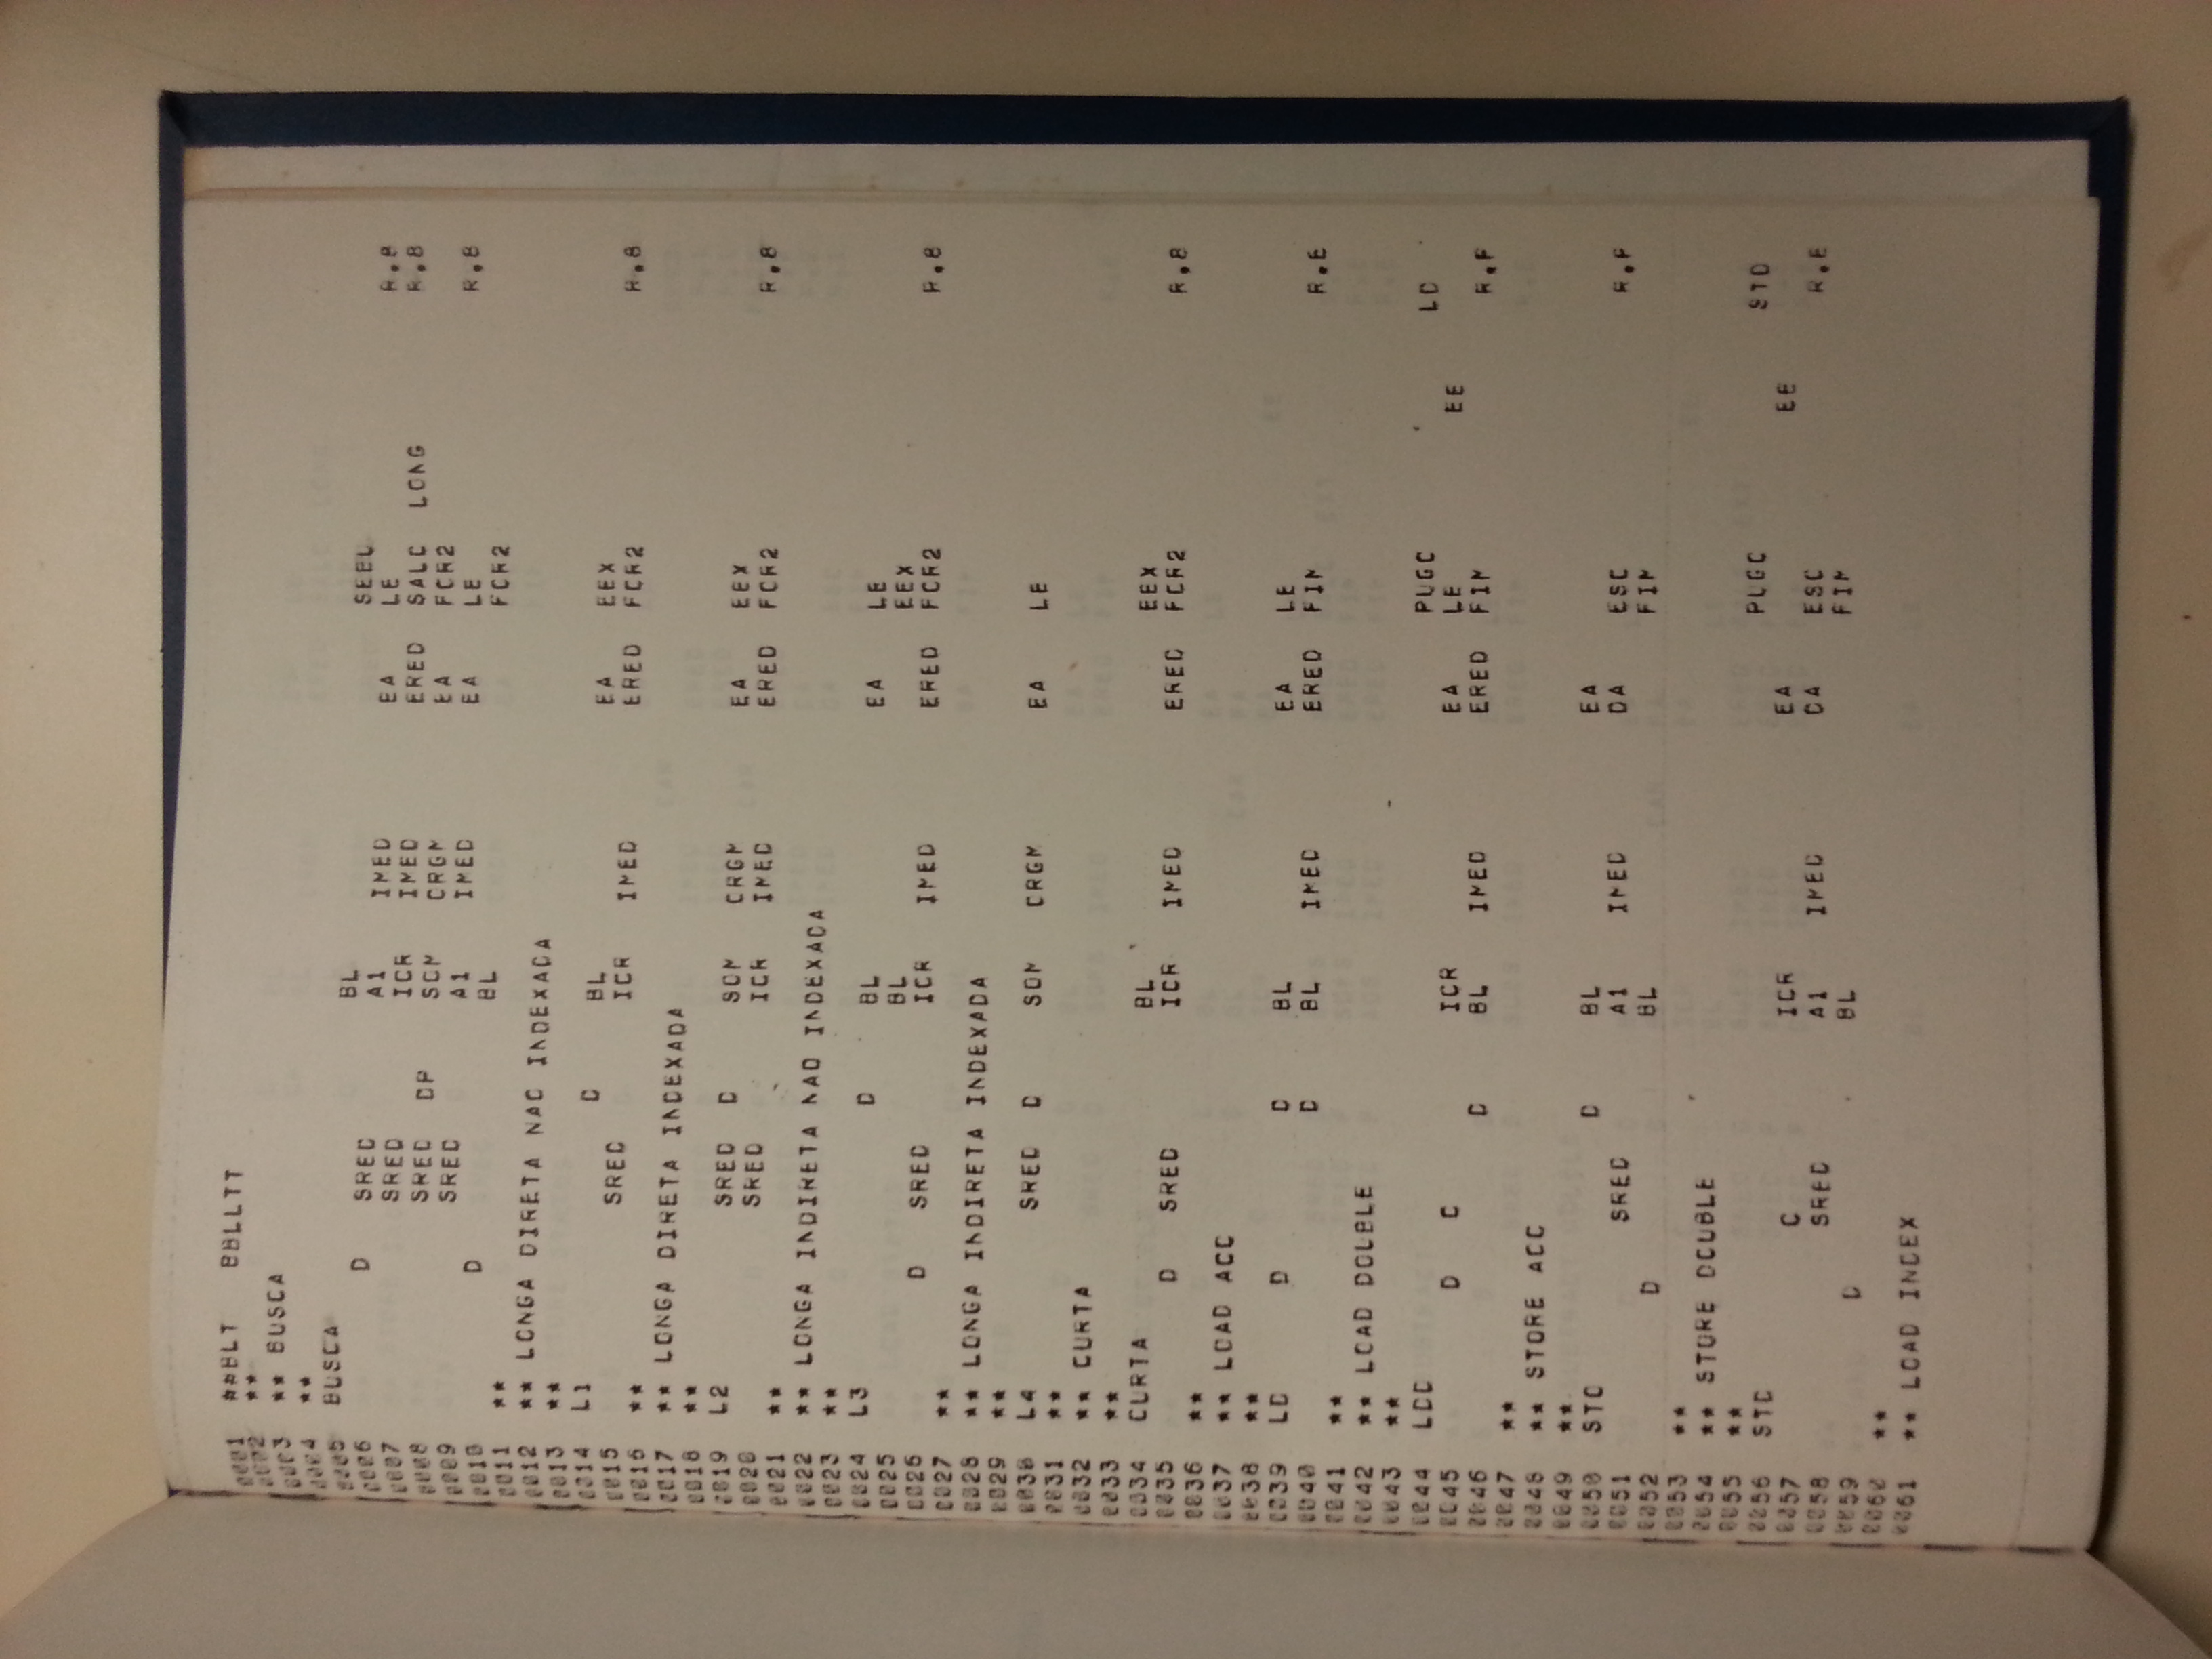 0001 ##BLT BBLLTT
0002 **
0003 ** BUSCA
0004 **
0005 BUSCA BL SEBL
0006 D SRED A1 IMED EA LE R.8
0007 SRED ICR IMED ERED SALC LONG R.8
0008 SRED DP SOM CRGM EA FCR2
0009 SRED A1 IMED EA LE R.8
0010 D BL FCR2
0011 **
0012 ** LONGA DIRETA NAO INDEXADA
0013 **
0014 L1 D BL EA EEX
0015 SRED ICR IMED ERED FCR2 R.8
0016 **
0017 ** LONGA DIRETA INDEXADA
0018 **
0019 L2 SRED D SOM CRGM EA EEX
0020 SRED ICR IMED ERED FCR2 R.8
0021 **
0022 ** LONGA INDIRETA NAO INDEXADA
0023 **
0024 L3 D BL EA LE
0025 BL EEX
0026 D SRED ICR IMED ERED FCR2 R.8
0027 **
0028 ** LONGA INDIRETA INDEXADA
0029 **
0030 L4 SRED D SOM CRGM EA LE
0031 **
0032 ** CURTA
0033 **
0034 CURTA BL EEX
0035 D SRED ICR IMED ERED FCR2 R.8
0036 **
0037 ** LOAD ACC
0038 **
0039 LD D D BL EA LE
0040 D BL IMED ERED FIM R.E
0041 **
0042 ** LOAD DOUBLE
0043 **
0044 LDD PUGC LD
0045 D C ICR EA LE EE
0046 D BL IMED ERED FIM R.F
0047 **
0048 ** STORE ACC
0049 **
0050 STO D BL EA
0051 SRED A1 IMED DA ESC R.F
0052 D BL FIM
0053 **
0054 ** STORE DOUBLE
0055 **
0056 STD PUGC STO
0057 C ICR EA EE
0058 SRED A1 IMED DA ESC R.E
0059 D BL FIM
0060 **
0061 ** LOAD INDEX